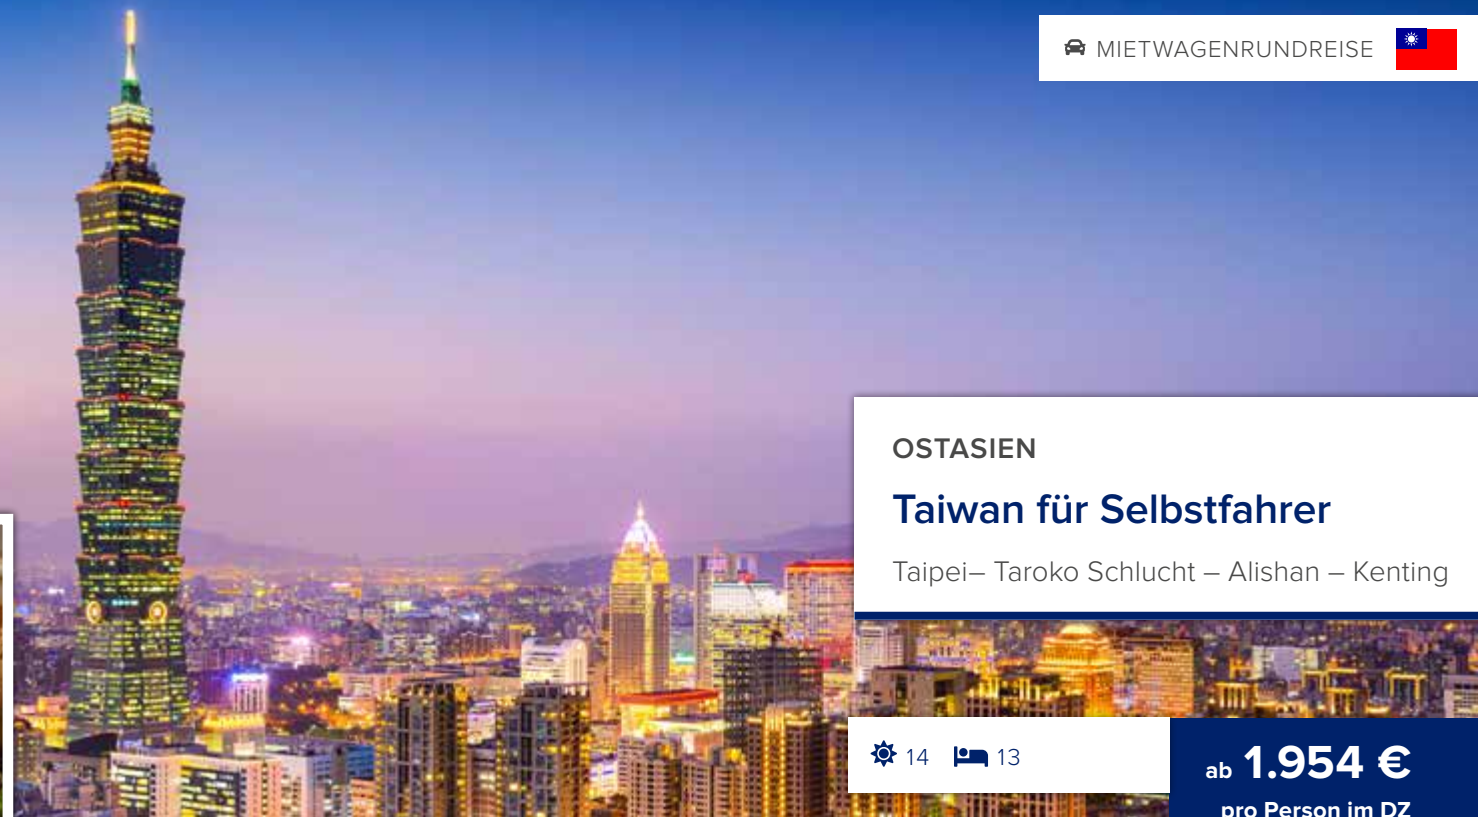 MIETWAGENRUNDREISE
OSTASIEN
Taiwan für Selbstfahrer
Taipei– Taroko Schlucht – Alishan – Kenting
14 13
ab 1.954 €
pro Person im DZ